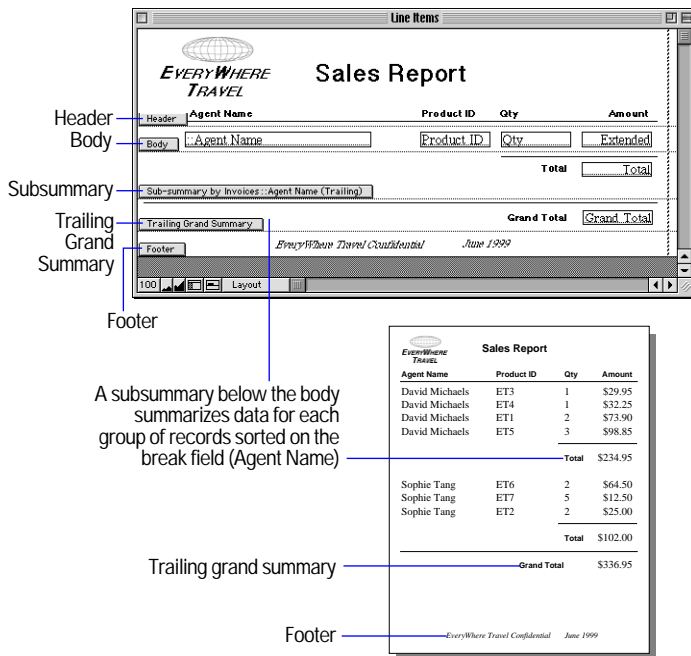 Line Items
EVERYWHERE
TRAVEL
Sales Report
Header
Header
Agent Name Product ID Qty Amount
Body
Body
::Agent Name Product ID Qty Extended
Total Total
Subsummary
Sub-summary by Invoices::Agent Name (Trailing)
Trailing
Grand
Summary
Trailing Grand Summary
Grand Total Grand Total
Footer
EveryWhere Travel Confidential June 1999
100 Layout
Footer
A subsummary below the body
summarizes data for each
group of records sorted on the
break field (Agent Name)
EVERYWHERE
TRAVEL
Sales Report
Agent Name Product ID Qty Amount
David Michaels ET3 1 $29.95
David Michaels ET4 1 $32.25
David Michaels ET1 2 $73.90
David Michaels ET5 3 $98.85
Total $234.95
Sophie Tang ET6 2 $64.50
Sophie Tang ET7 5 $12.50
Sophie Tang ET2 2 $25.00
Total $102.00
Trailing grand summary
Grand Total $336.95
Footer
EveryWhere Travel Confidential June 1999